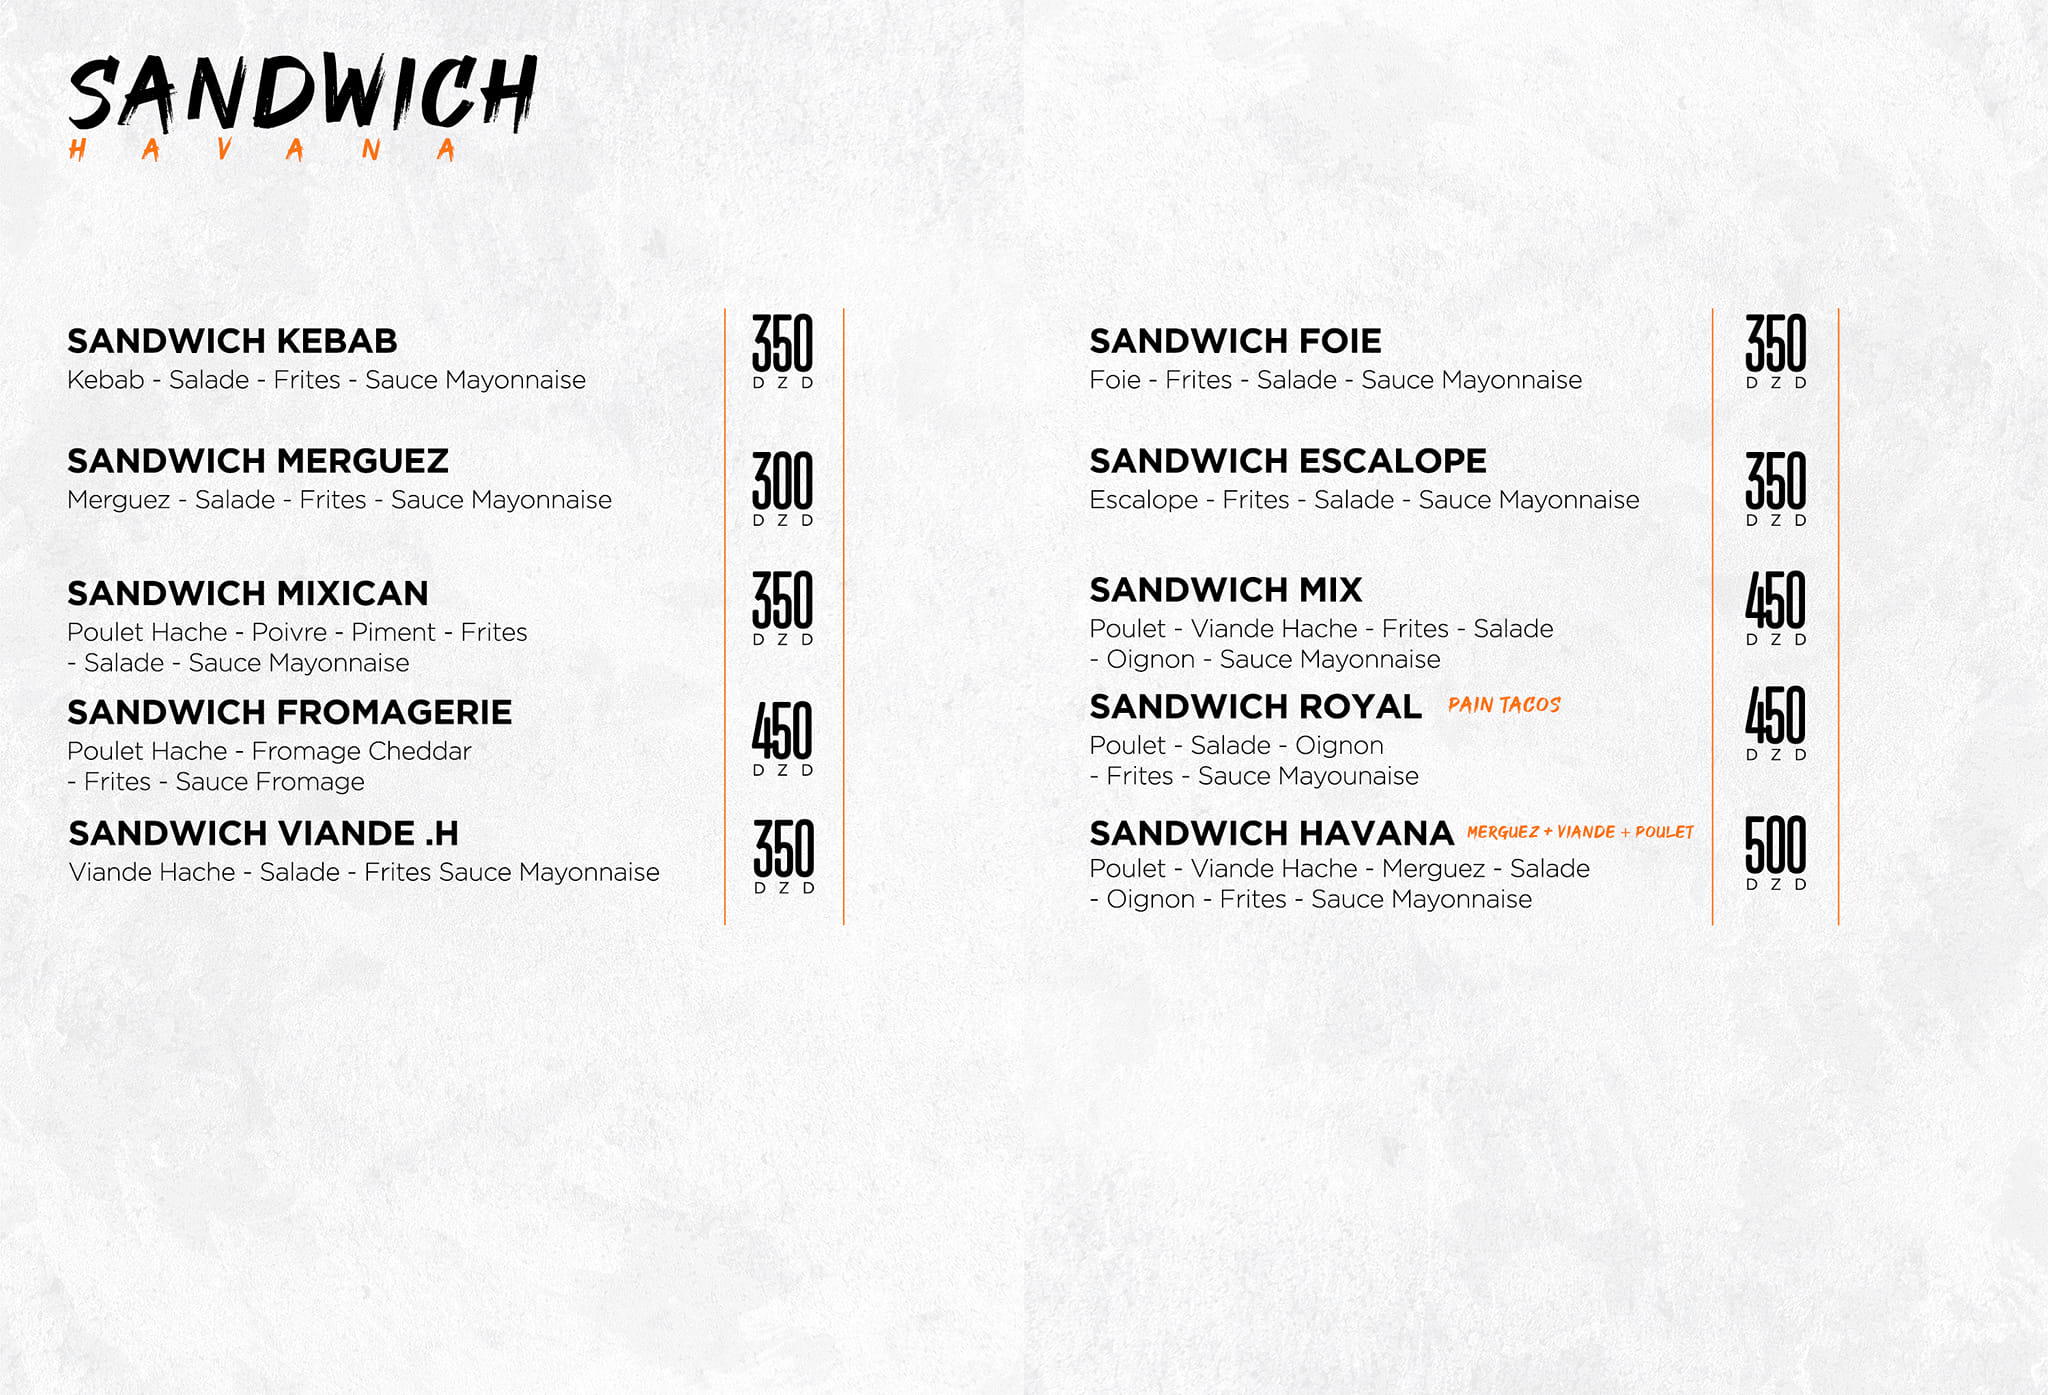 SANDWICH
HAVANA
SANDWICH KEBAB
Kebab - Salade - Frites - Sauce Mayonnaise
350
DZD
SANDWICH MERGUEZ
Merguez - Salade - Frites - Sauce Mayonnaise
300
DZD
SANDWICH MIXICAN
Poulet Hache - Poivre - Piment - Frites
- Salade - Sauce Mayonnaise
350
DZD
SANDWICH FROMAGERIE
Poulet Hache - Fromage Cheddar
- Frites - Sauce Fromage
450
DZD
SANDWICH VIANDE .H
Viande Hache - Salade - Frites Sauce Mayonnaise
350
DZD
SANDWICH FOIE
Foie - Frites - Salade - Sauce Mayonnaise
350
DZD
SANDWICH ESCALOPE
Escalope - Frites - Salade - Sauce Mayonnaise
350
DZD
SANDWICH MIX
Poulet - Viande Hache - Frites - Salade
- Oignon - Sauce Mayonnaise
450
DZD
SANDWICH ROYAL PAIN TACOS
Poulet - Salade - Oignon
- Frites - Sauce Mayounaise
450
DZD
SANDWICH HAVANA MERGUEZ + VIANDE + POULET
Poulet - Viande Hache - Merguez - Salade
- Oignon - Frites - Sauce Mayonnaise
500
DZD